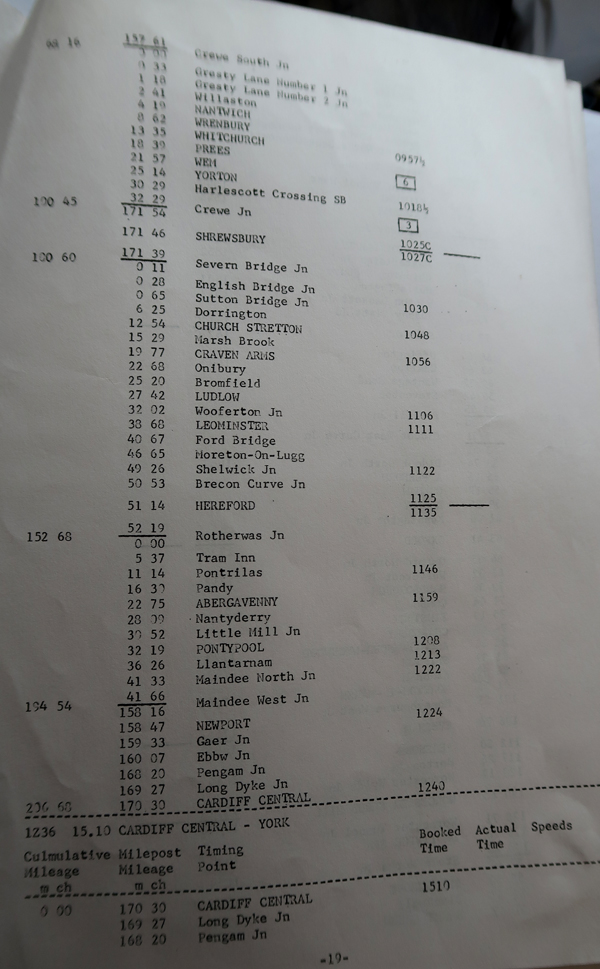 157 61
0 00 Crewe South Jn
0 33 Gresty Lane Number 1 Jn
1 18 Gresty Lane Number 2 Jn
2 41 Willaston
4 19 NANTWICH
8 62 WRENBURY
13 35 WHITCHURCH
18 39 PREES
21 57 WEM 0957½
25 14 YORTON 6
30 29 Harlescott Crossing SB
100 45 32 29 1018½
171 54 Crewe Jn 3
171 46 SHREWSBURY 1025C
1027C
100 60 171 39
0 11 Severn Bridge Jn
0 28 English Bridge Jn
0 65 Sutton Bridge Jn
6 25 Dorrington 1030
12 54 CHURCH STRETTON
15 29 Marsh Brook 1048
19 77 CRAVEN ARMS
22 68 Onibury 1056
25 20 Bromfield
27 42 LUDLOW
32 02 Wooferton Jn 1106
38 68 LEOMINSTER 1111
40 67 Ford Bridge
46 65 Moreton-On-Lugg
49 26 Shelwick Jn 1122
50 53 Brecon Curve Jn
51 14 HEREFORD 1125
1135
152 68 52 19
0 00 Rotherwas Jn
5 37 Tram Inn
11 14 Pontrilas 1146
16 30 Pandy
22 75 ABERGAVENNY 1159
28 09 Nantyderry
30 52 Little Mill Jn
32 19 PONTYPOOL 1208
36 26 Llantarnam 1213
41 33 Maindee North Jn 1222
194 54 41 66
158 16 Maindee West Jn
158 47 NEWPORT 1224
159 33 Gaer Jn
160 07 Ebbw Jn
168 20 Pengam Jn
169 27 Long Dyke Jn
206 68 170 30 CARDIFF CENTRAL 1240
1Z36 15.10 CARDIFF CENTRAL - YORK
Culmulative Milepost Timing Booked Actual Speeds
Mileage Mileage Point Time Time
m ch m ch
0 00 170 30 CARDIFF CENTRAL 1510
169 27 Long Dyke Jn
168 20 Pengam Jn
-19-